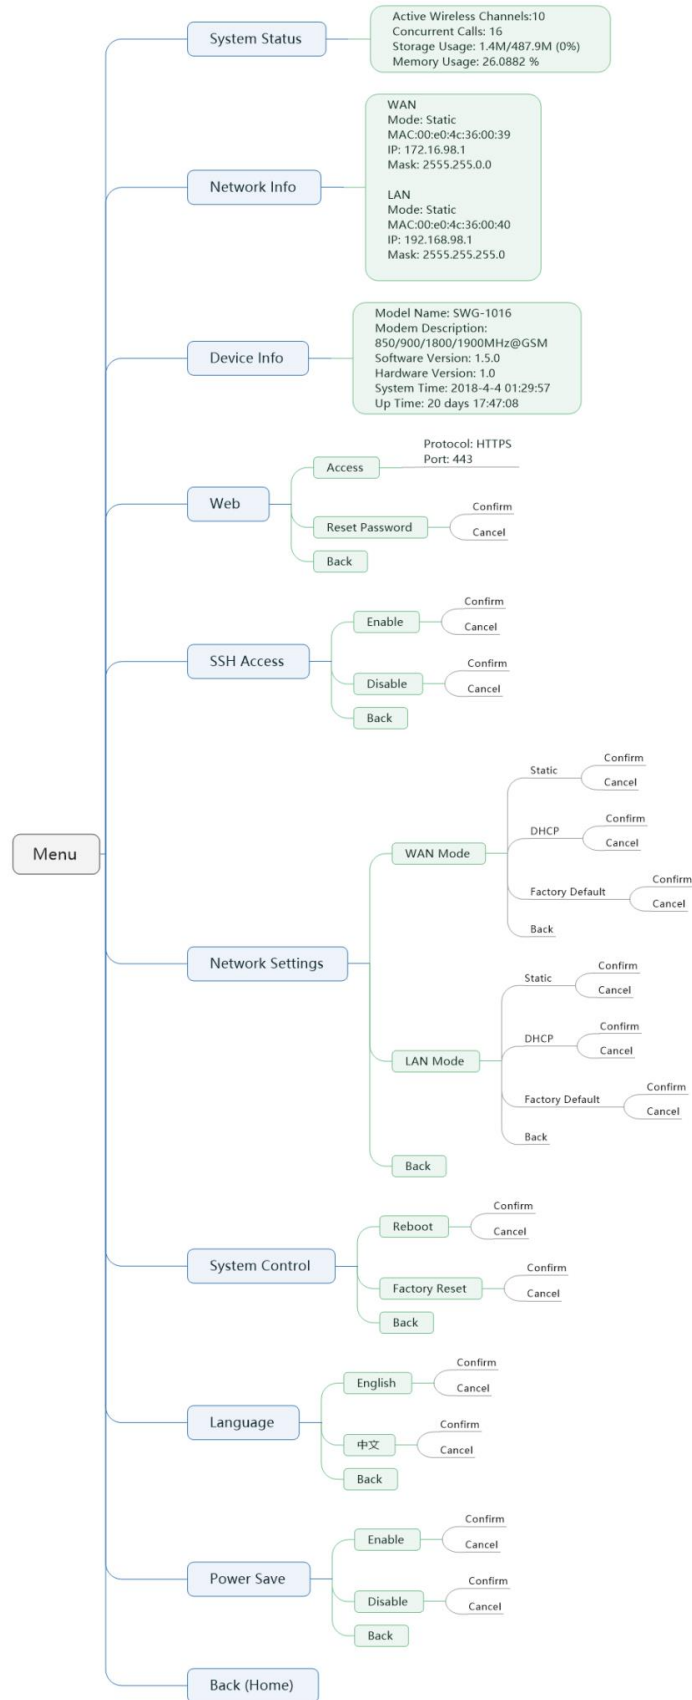 Menu
System Status
Active Wireless Channels:10
Concurrent Calls: 16
Storage Usage: 1.4M/487.9M (0%)
Memory Usage: 26.0882 %
Network Info
WAN
Mode: Static
MAC:00:e0:4c:36:00:39
IP: 172.16.98.1
Mask: 2555.255.0.0
LAN
Mode: Static
MAC:00:e0:4c:36:00:40
IP: 192.168.98.1
Mask: 2555.255.255.0
Device Info
Model Name: SWG-1016
Modem Description:
850/900/1800/1900MHz@GSM
Software Version: 1.5.0
Hardware Version: 1.0
System Time: 2018-4-4 01:29:57
Up Time: 20 days 17:47:08
Web
Access
Protocol: HTTPS
Port: 443
Reset Password
Confirm
Cancel
Back
SSH Access
Enable
Confirm
Cancel
Disable
Confirm
Cancel
Back
Network Settings
WAN Mode
Static
Confirm
Cancel
DHCP
Confirm
Cancel
Factory Default
Confirm
Cancel
Back
LAN Mode
Static
Confirm
Cancel
DHCP
Confirm
Cancel
Factory Default
Confirm
Cancel
Back
Back
System Control
Reboot
Confirm
Cancel
Factory Reset
Confirm
Cancel
Back
Language
English
Confirm
Cancel
中文
Confirm
Cancel
Back
Power Save
Enable
Confirm
Cancel
Disable
Confirm
Cancel
Back
Back (Home)